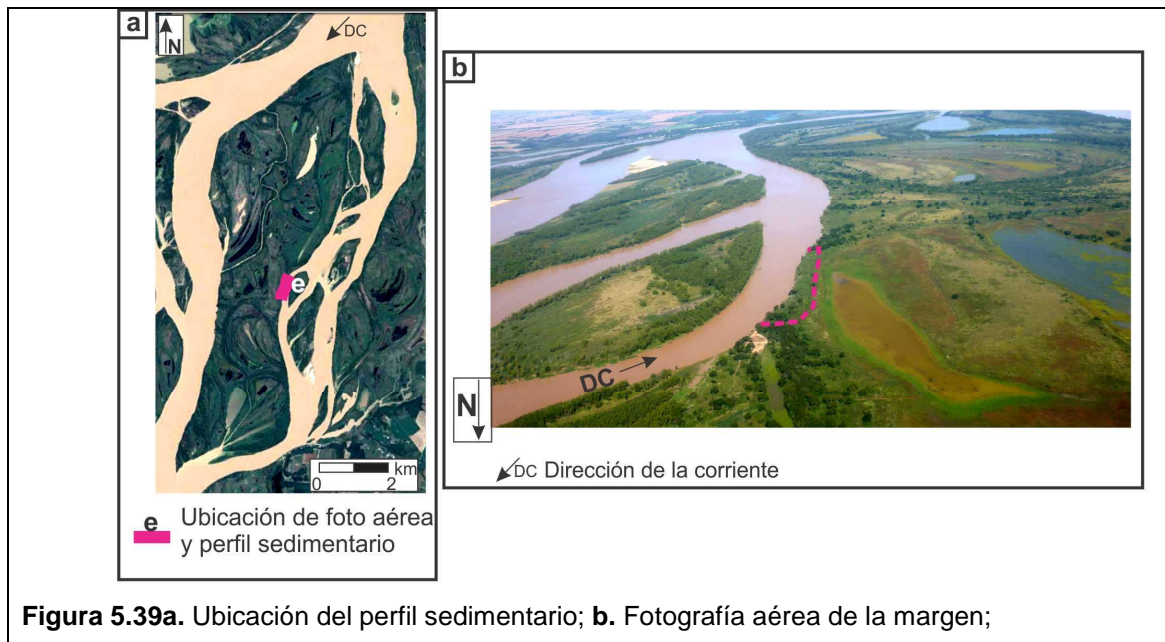 a
N
DC
e
km
0 2
e Ubicación de foto aérea
y perfil sedimentario
b
DC
N
DC Dirección de la corriente
Figura 5.39a. Ubicación del perfil sedimentario; b. Fotografía aérea de la margen;